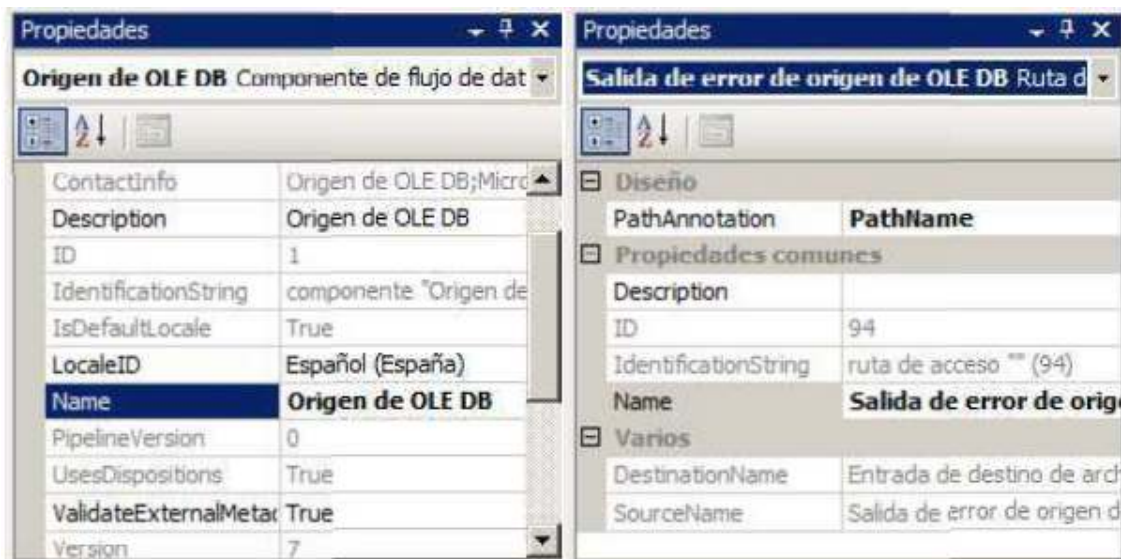 Propiedades
Origen de OLE DB Componente de flujo de dat
ContactInfo Origen de OLE DB;Micro
Description Origen de OLE DB
ID 1
IdentificationString componente "Origen de
IsDefaultLocale True
LocaleID Español (España)
Name Origen de OLE DB
PipelineVersion 0
UsesDispositions True
ValidateExternalMetad True
Version 7
Propiedades
Salida de error de origen de OLE DB Ruta d
Diseño
PathAnnotation PathName
Propiedades comunes
Description
ID 94
IdentificationString ruta de acceso "" (94)
Name Salida de error de orige
Varios
DestinationName Entrada de destino de arch
SourceName Salida de error de origen d